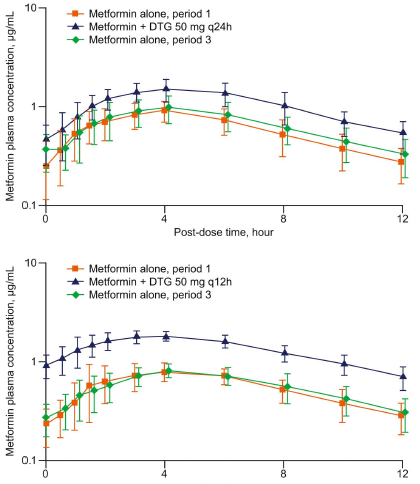 10
Metformin alone, period 1
Metformin + DTG 50 mg q24h
Metformin alone, period 3
1
0.1
Metformin plasma concentration, µg/mL
0
4
8
12
Post-dose time, hour
10
Metformin alone, period 1
Metformin + DTG 50 mg q12h
Metformin alone, period 3
1
0.1
Metformin plasma concentration, µg/mL
0
4
8
12